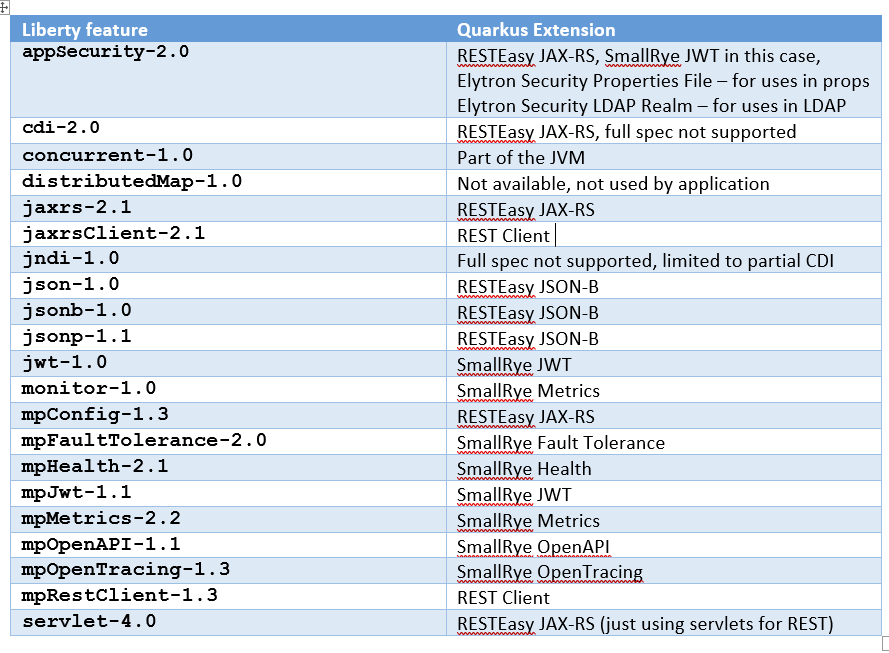 Liberty feature Quarkus Extension
appSecurity-2.0 RESTEasy JAX-RS, SmallRye JWT in this case,
Elytron Security Properties File – for uses in props
Elytron Security LDAP Realm – for uses in LDAP
cdi-2.0 RESTEasy JAX-RS, full spec not supported
concurrent-1.0 Part of the JVM
distributedMap-1.0 Not available, not used by application
jaxrs-2.1 RESTEasy JAX-RS
jaxrsClient-2.1 REST Client
jndi-1.0 Full spec not supported, limited to partial CDI
json-1.0 RESTEasy JSON-B
jsonb-1.0 RESTEasy JSON-B
jsonp-1.1 RESTEasy JSON-B
jwt-1.0 SmallRye JWT
monitor-1.0 SmallRye Metrics
mpConfig-1.3 RESTEasy JAX-RS
mpFaultTolerance-2.0 SmallRye Fault Tolerance
mpHealth-2.1 SmallRye Health
mpJwt-1.1 SmallRye JWT
mpMetrics-2.2 SmallRye Metrics
mpOpenAPI-1.1 SmallRye OpenAPI
mpOpenTracing-1.3 SmallRye OpenTracing
mpRestClient-1.3 REST Client
servlet-4.0 RESTEasy JAX-RS (just using servlets for REST)